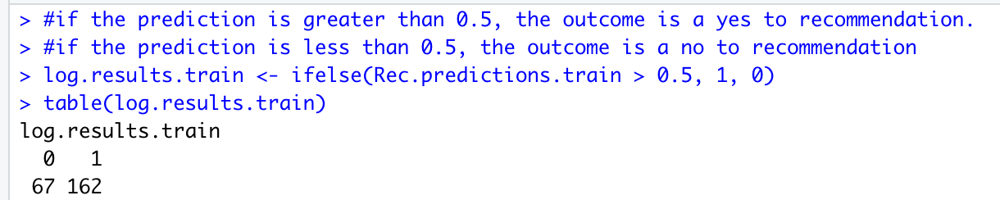 > #if the prediction is greater than 0.5, the outcome is a yes to recommendation.
> #if the prediction is less than 0.5, the outcome is a no to recommendation
> log.results.train <- ifelse(Rec.predictions.train > 0.5, 1, 0)
> table(log.results.train)
log.results.train
  0   1
 67 162